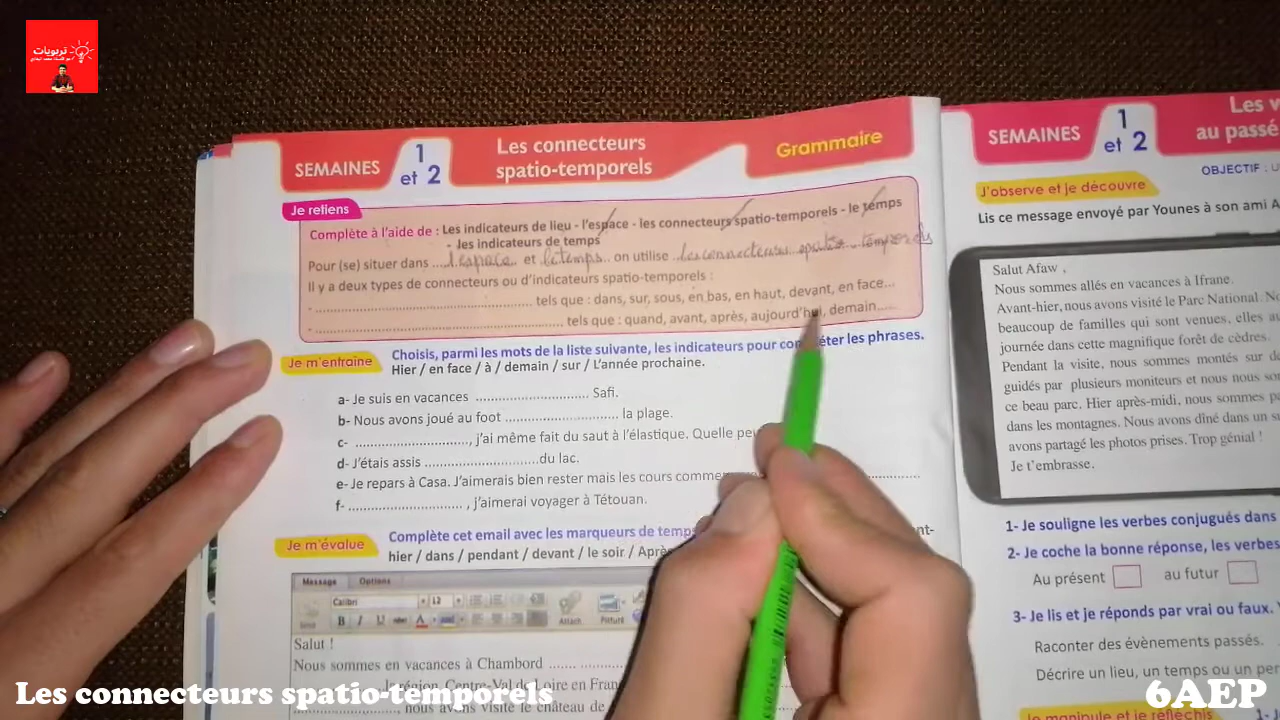 تربويات
SEMAINES 1 et 2
Les connecteurs
spatio-temporels
Grammaire
Je retiens
Complète à l'aide de : Les indicateurs de lieu - l'espace - les connecteurs spatio-temporels - le temps
- les indicateurs de temps
Pour (se) situer dans ....l'espace.. et .le temps... on utilise ..les connecteurs spatio-temporels
Il y a deux types de connecteurs ou d'indicateurs spatio-temporels :
- .................................................... tels que : dans, sur, sous, en bas, en haut, devant, en face...
- .................................................... tels que : quand, avant, après, aujourd'hui, demain.....
Je m'entraîne
Choisis, parmi les mots de la liste suivante, les indicateurs pour compléter les phrases.
Hier / en face / à / demain / sur / L'année prochaine.
a- Je suis en vacances ............................. Safi.
b- Nous avons joué au foot ............................. la plage.
c- ............................., j'ai même fait du saut à l'élastique. Quelle
d- J'étais assis .............................du lac.
e- Je repars à Casa. J'aimerais bien rester mais les cours
f- ............................. , j'aimerai voyager à Tétouan.
Je m'évalue
Complète cet email avec les marqueurs de
hier / dans / pendant / devant / le soir / Après
Message Options
Calibri 12
B I U
Attach Picture
Salut !
Nous sommes en vacances à Chambord ....... .......
la région, Centre-Val de Loire en
, nous avons visité le château de
SEMAINES 1 et 2
Les
au passé
OBJECTIF :
J'observe et je découvre
Lis ce message envoyé par Younes à son ami
Salut Afaw ,
Nous sommes allés en vacances à Ifrane.
Avant-hier, nous avons visité le Parc National.
beaucoup de familles qui sont venues, elles
journée dans cette magnifique forêt de cèdres.
Pendant la visite, nous sommes montés sur
guidés par plusieurs moniteurs et nous nous
ce beau parc. Hier après-midi, nous sommes
dans les montagnes. Nous avons dîné dans un
avons partagé les photos prises. Trop génial !
Je t'embrasse.
1- Je souligne les verbes conjugués dans
2- Je coche la bonne réponse, les verbes
Au présent au futur
3- Je lis et je réponds par vrai ou faux.
Raconter des évènements passés.
Décrire un lieu, un temps ou un
Je manipule et je réfléchis
Les connecteurs spatio-temporels
6AEP